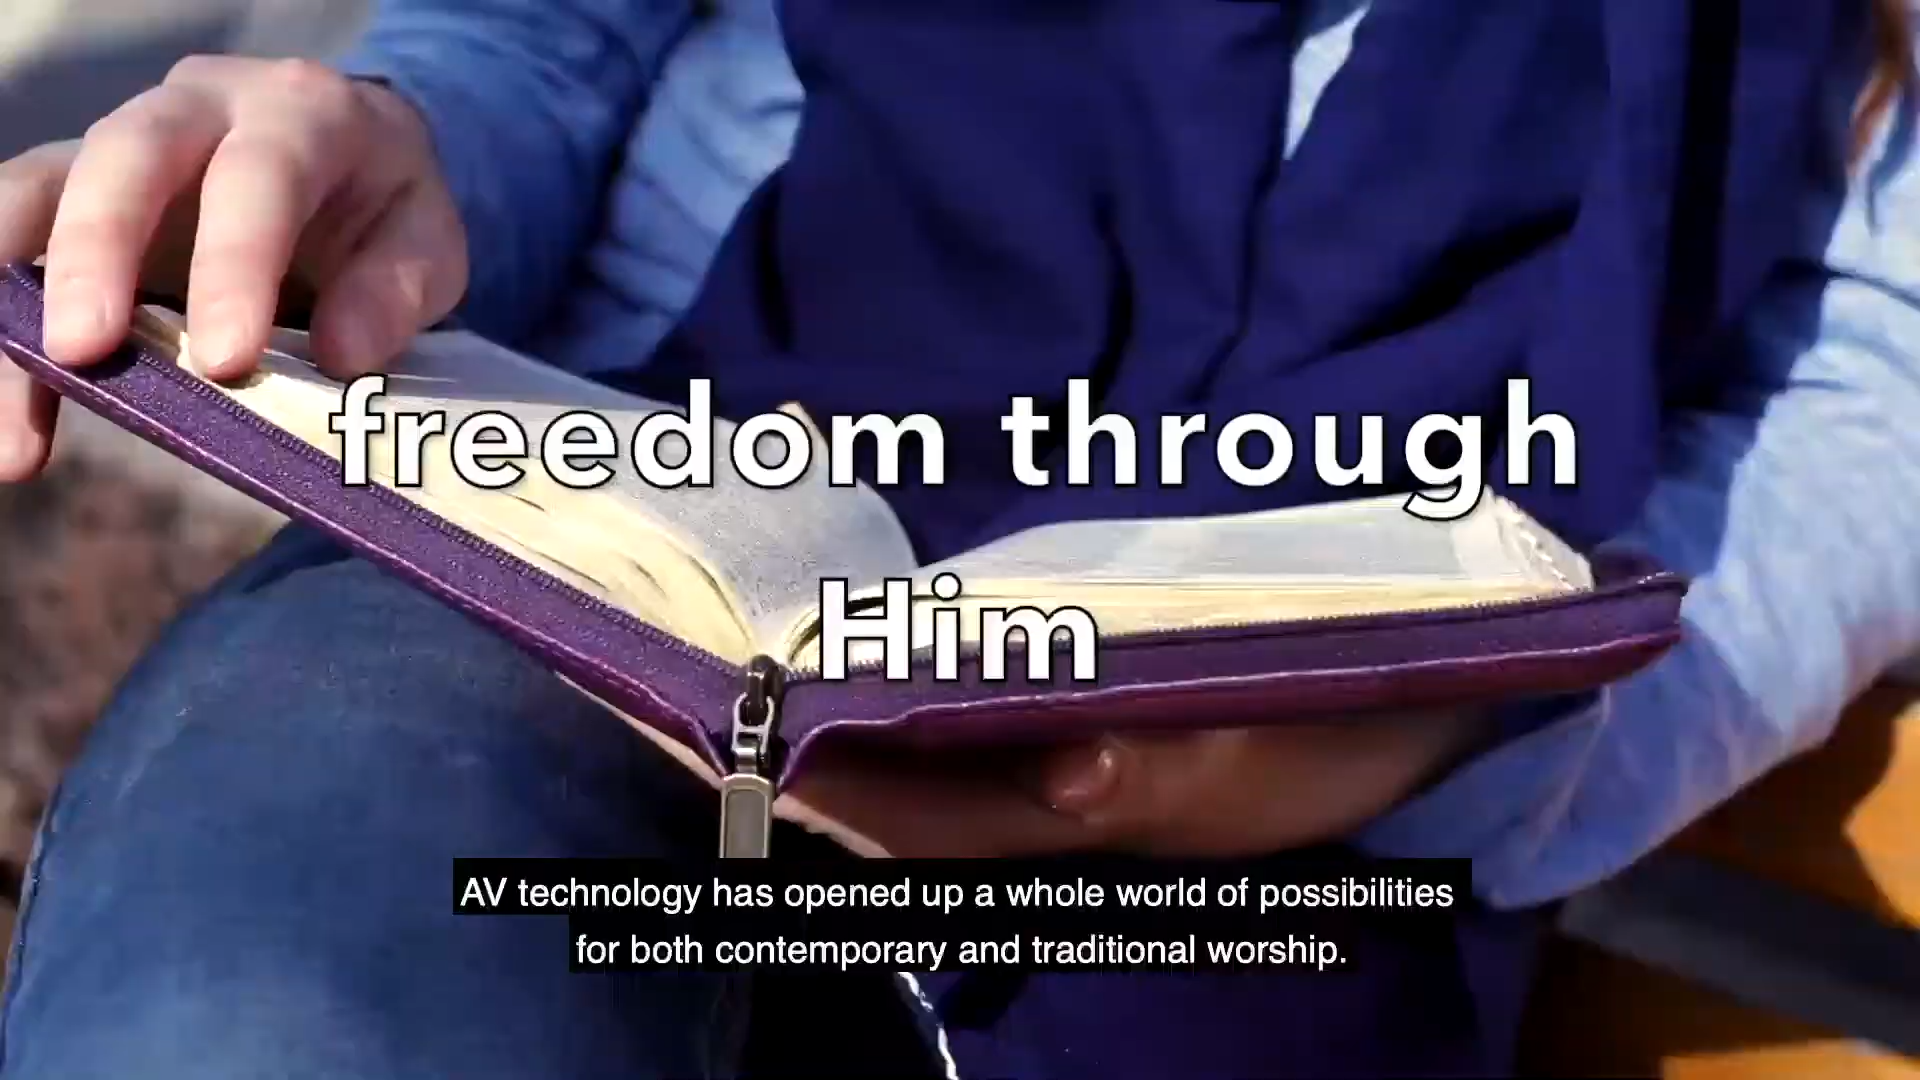 freedom through
Him
AV technology has opened up a whole world of possibilities
for both contemporary and traditional worship.